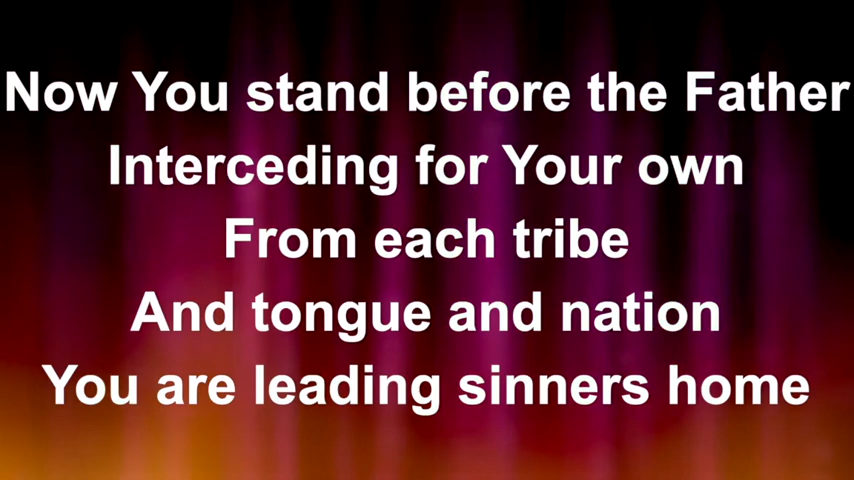 Now You stand before the Father
Interceding for Your own
From each tribe
And tongue and nation
You are leading sinners home